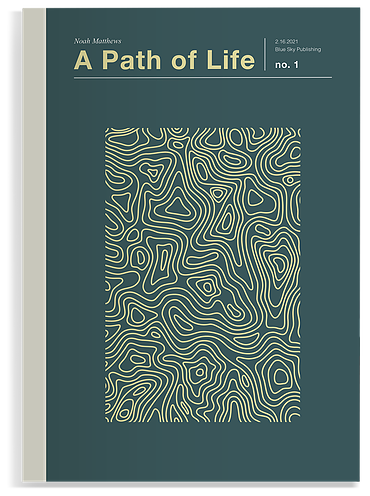 Noah Matthews
A Path of Life
2.16.2021
Blue Sky Publishing
no. 1